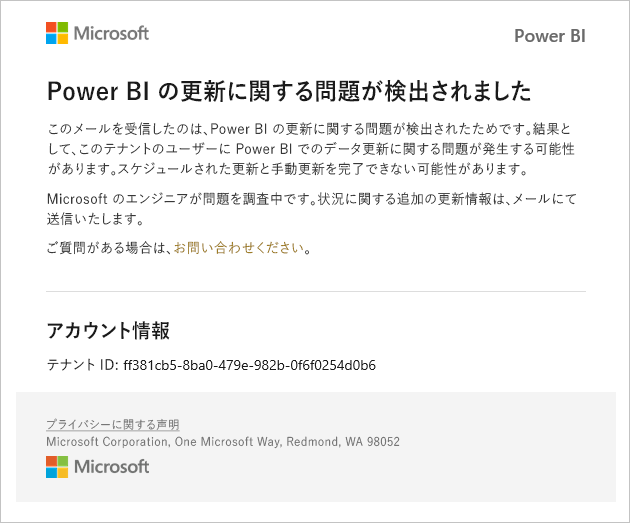 Microsoft
Power BI
Power BI の更新に関する問題が検出されました
このメールを受信したのは、Power BI の更新に関する問題が検出されたためです。結果と
して、このテナントのユーザーに Power BI でのデータ更新に関する問題が発生する可能性
があります。スケジュールされた更新と手動更新を完了できない可能性があります。
Microsoft のエンジニアが問題を調査中です。状況に関する追加の更新情報は、メールにて
送信いたします。
ご質問がある場合は、お問い合わせください。
アカウント情報
テナント ID: ff381cb5-8ba0-479e-982b-0f6f0254d0b6
プライバシーに関する声明
Microsoft Corporation, One Microsoft Way, Redmond, WA 98052
Microsoft